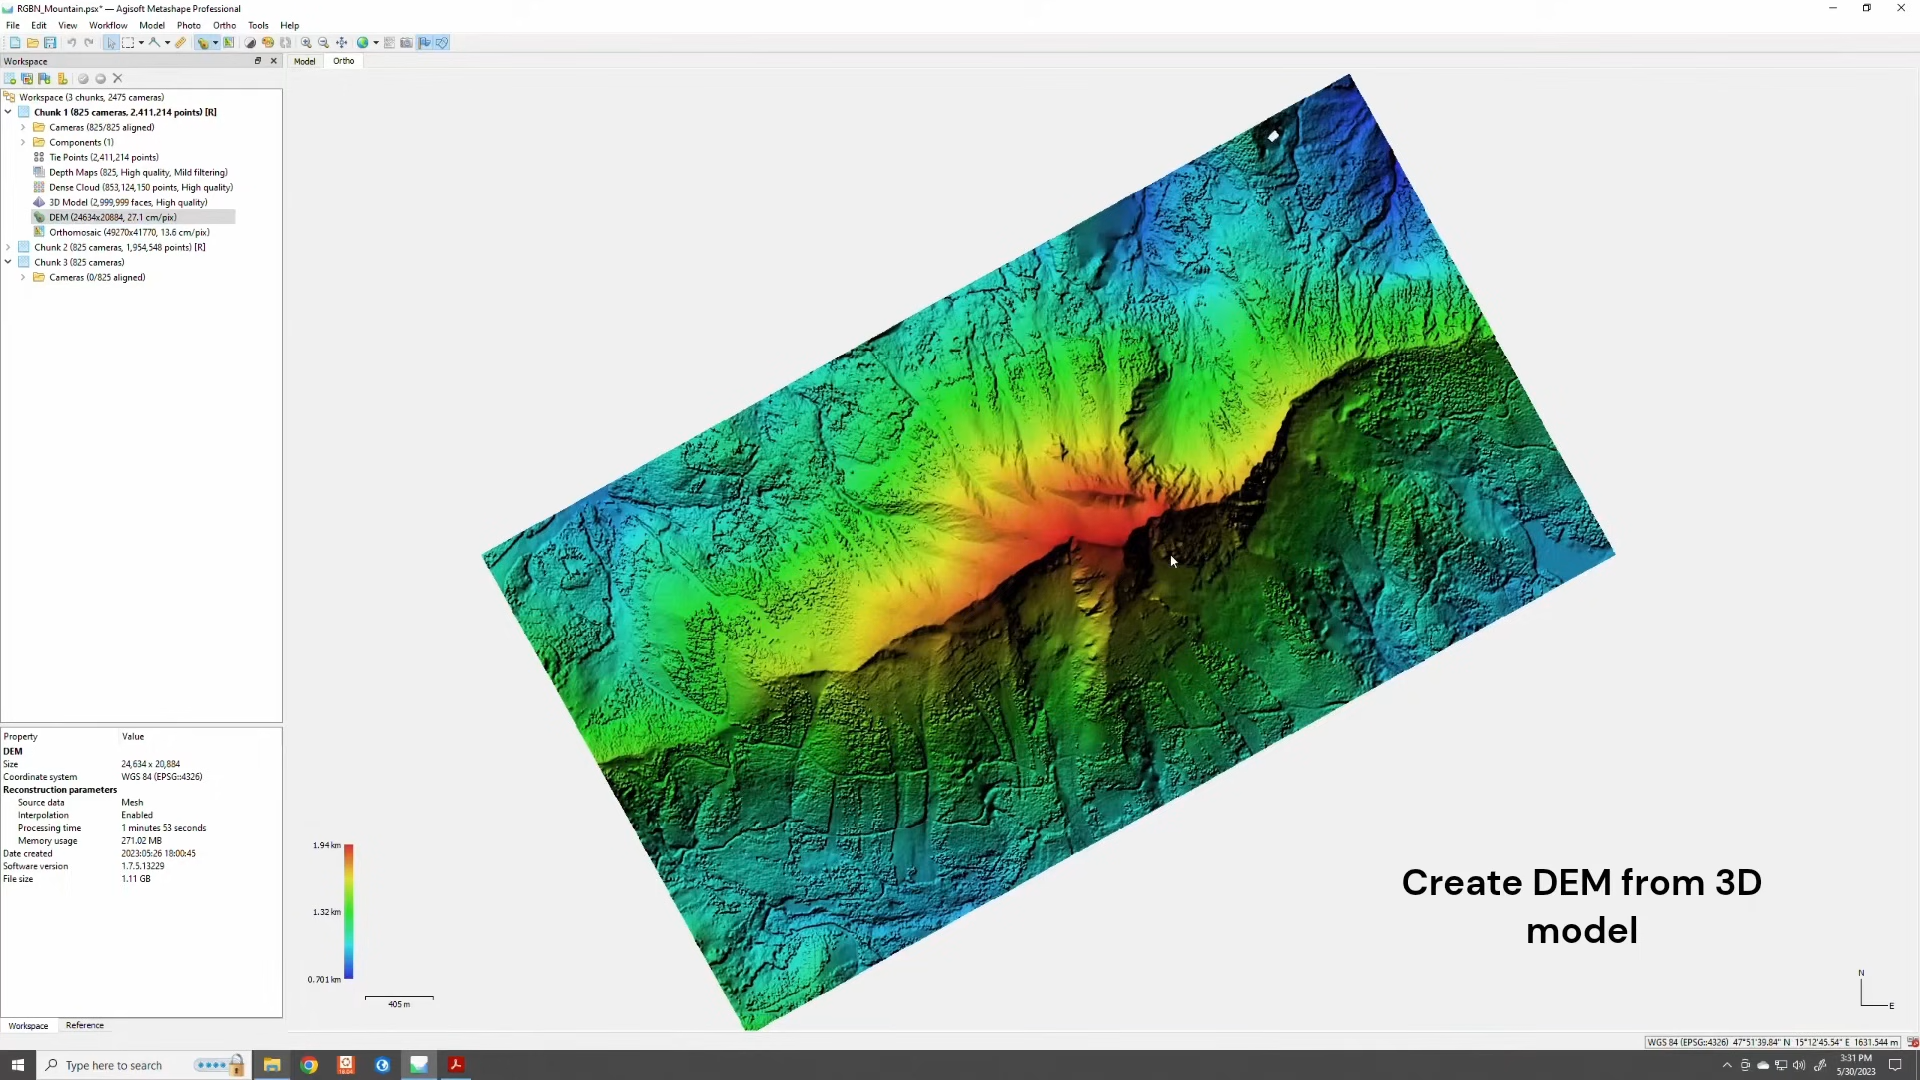 RGBN_Mountain.psx* — Agisoft Metashape Professional
File Edit View Workflow Model Photo Ortho Tools Help
Workspace
Model Ortho
Workspace (3 chunks, 2475 cameras)
Chunk 1 (825 cameras, 2,411,214 points) [R]
Cameras (825/825 aligned)
Components (1)
Tie Points (2,411,214 points)
Depth Maps (825, High quality, Mild filtering)
Dense Cloud (853,124,150 points, High quality)
3D Model (2,999,999 faces, High quality)
DEM (24634x20884, 27.1 cm/pix)
Orthomosaic (49270x41770, 13.6 cm/pix)
Chunk 2 (825 cameras, 1,954,548 points) [R]
Chunk 3 (825 cameras)
Cameras (0/825 aligned)
Property Value
DEM
Size 24,634 x 20,884
Coordinate system WGS 84 (EPSG::4326)
Reconstruction parameters
Source data Mesh
Interpolation Enabled
Processing time 1 minutes 53 seconds
Memory usage 271.02 MB
Date created 2023:05:26 18:00:45
Software version 1.7.5.13229
File size 1.11 GB
1.94 km
1.32 km
0.701 km
405 m
Create DEM from 3D
model
N
E
Workspace Reference
WGS 84 (EPSG::4326) 47°51'39.84" N 15°12'45.54" E 1631.544 m
Type here to search
3:31 PM
5/30/2023